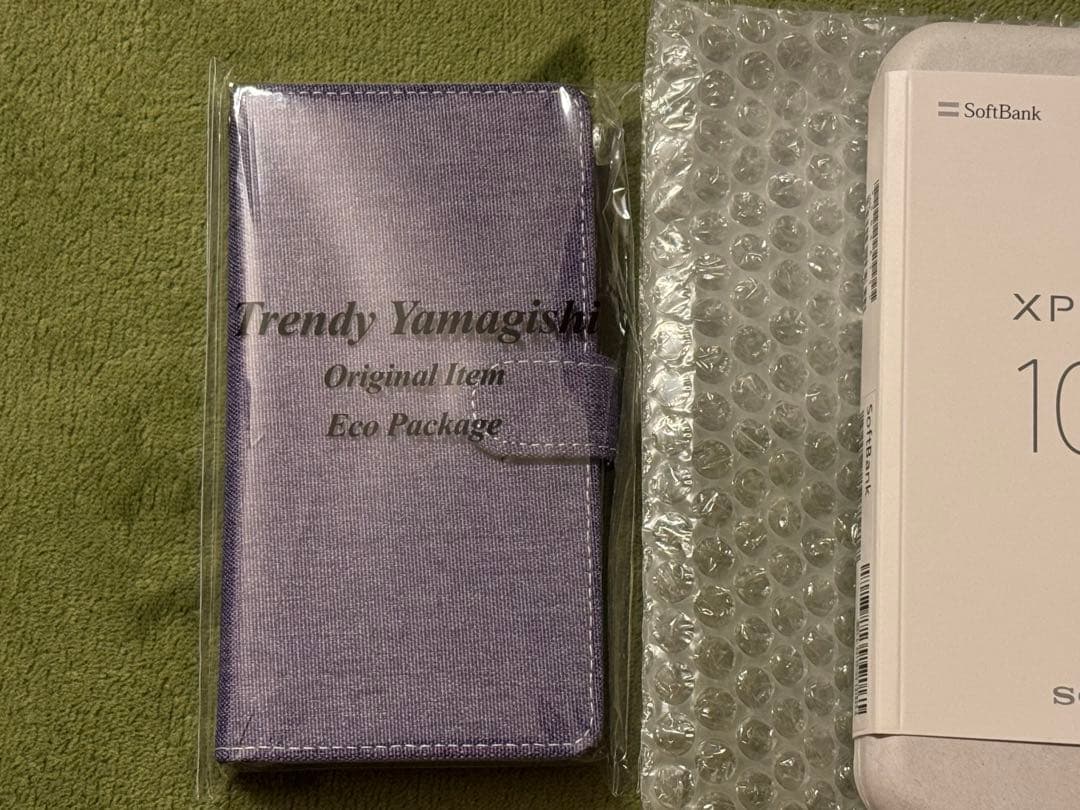 Trendy Yamagishi
Original Item
Eco Package
SoftBank
XP
10
SoftBank
S